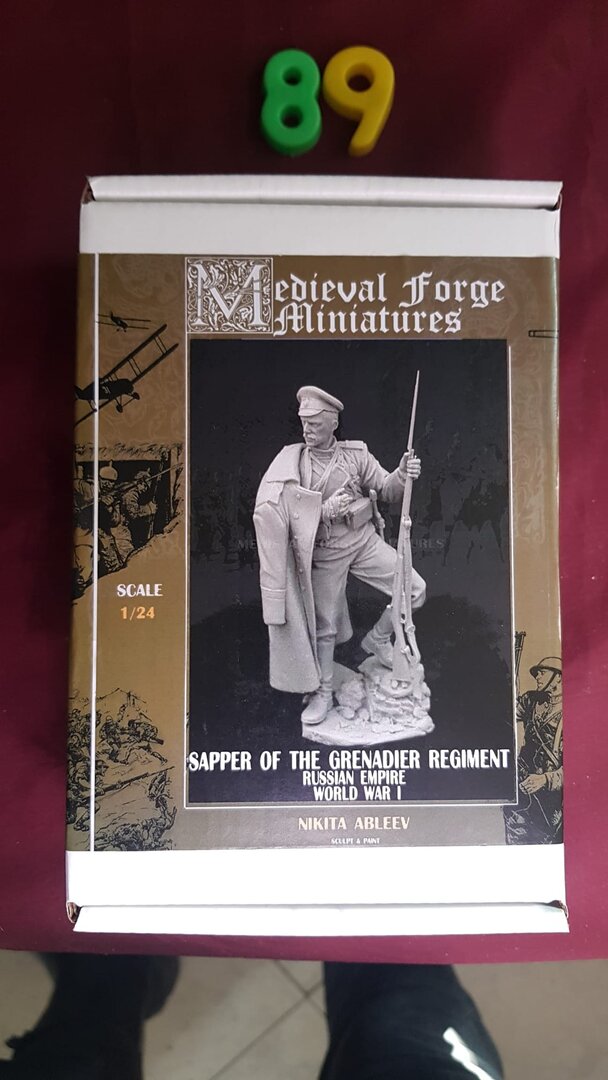 89
Medieval Forge
Miniatures
SCALE
1/24
SAPPER OF THE GRENADIER REGIMENT
RUSSIAN EMPIRE
WORLD WAR I
NIKITA ABLEEV
SCULPT & PAINT